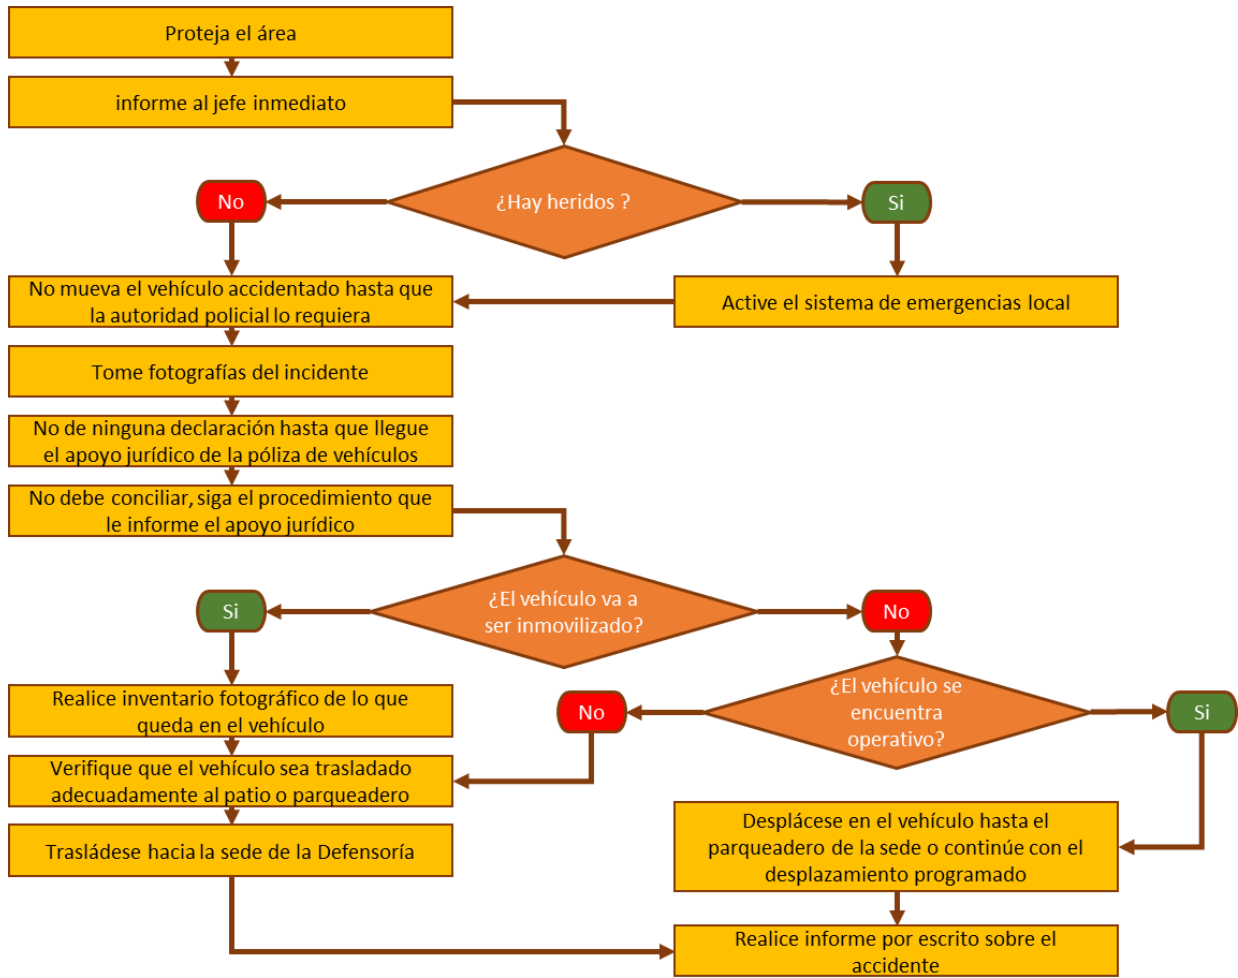 Proteja el área
informe al jefe inmediato
¿Hay heridos ?
No
Si
No mueva el vehículo accidentado hasta que
la autoridad policial lo requiera
Active el sistema de emergencias local
Tome fotografías del incidente
No de ninguna declaración hasta que llegue
el apoyo jurídico de la póliza de vehículos
No debe conciliar, siga el procedimiento que
le informe el apoyo jurídico
¿El vehículo va a
ser inmovilizado?
Si
No
Realice inventario fotográfico de lo que
queda en el vehículo
¿El vehículo se
encuentra
operativo?
No
Si
Verifique que el vehículo sea trasladado
adecuadamente al patio o parqueadero
Trasládese hacia la sede de la Defensoría
Desplácese en el vehículo hasta el
parqueadero de la sede o continúe con el
desplazamiento programado
Realice informe por escrito sobre el
accidente